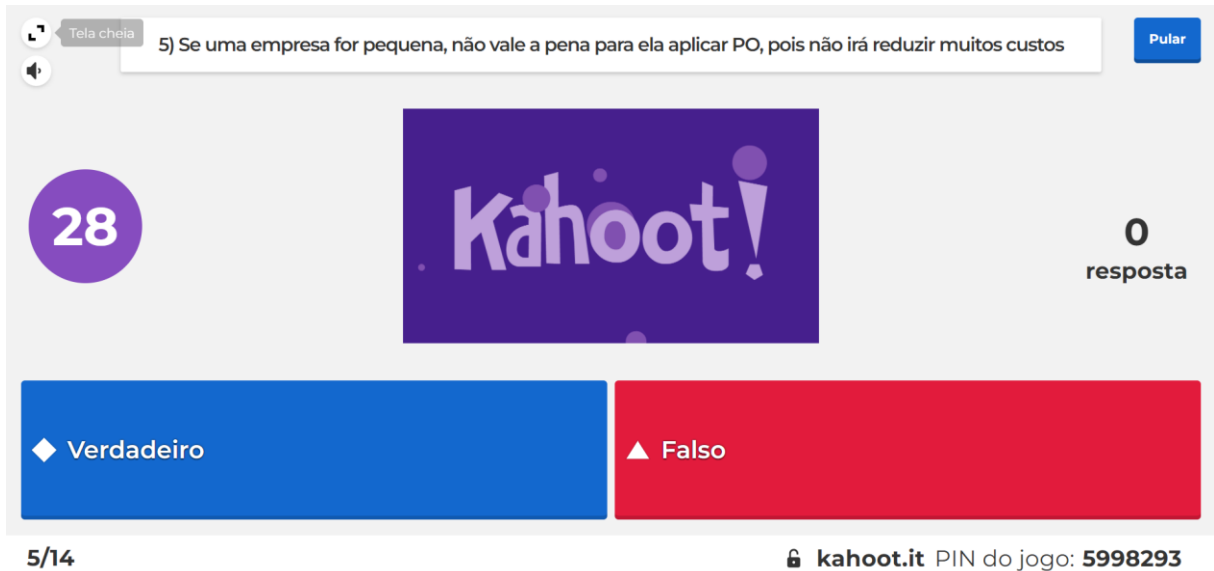 Tela cheia
5) Se uma empresa for pequena, não vale a pena para ela aplicar PO, pois não irá reduzir muitos custos
Pular
28
Kahoot!
0
resposta
Verdadeiro
Falso
5/14
kahoot.it PIN do jogo: 5998293